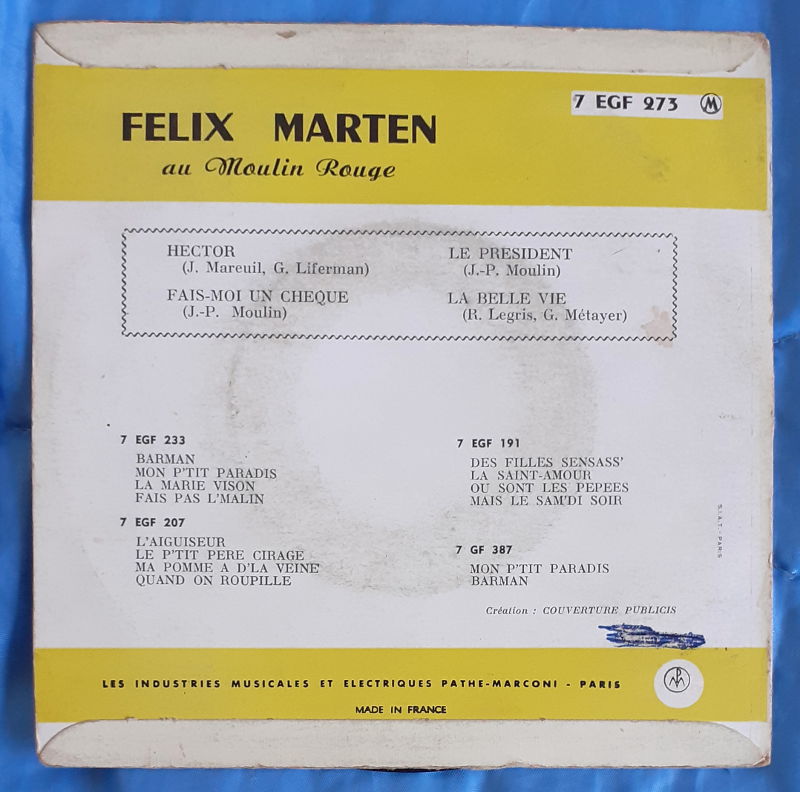 7 EGF 273 M
FELIX MARTEN
au Moulin Rouge
HECTOR
(J. Mareuil, G. Liferman)
FAIS-MOI UN CHEQUE
(J.-P. Moulin)
LE PRESIDENT
(J.-P. Moulin)
LA BELLE VIE
(R. Legris, G. Métayer)
7 EGF 233
BARMAN
MON P'TIT PARADIS
LA MARIE VISON
FAIS PAS L'MALIN
7 EGF 207
L'AIGUISEUR
LE P'TIT PERE CIRAGE
MA POMME A D'LA VEINE
QUAND ON ROUPILLE
7 EGF 191
DES FILLES SENSASS'
LA SAINT-AMOUR
OU SONT LES PEPEES
MAIS LE SAM'DI SOIR
7 GF 387
MON P'TIT PARADIS
BARMAN
S.I.A.T. - PARIS
Création : COUVERTURE PUBLICIS
LES INDUSTRIES MUSICALES ET ELECTRIQUES PATHE-MARCONI - PARIS
MADE IN FRANCE